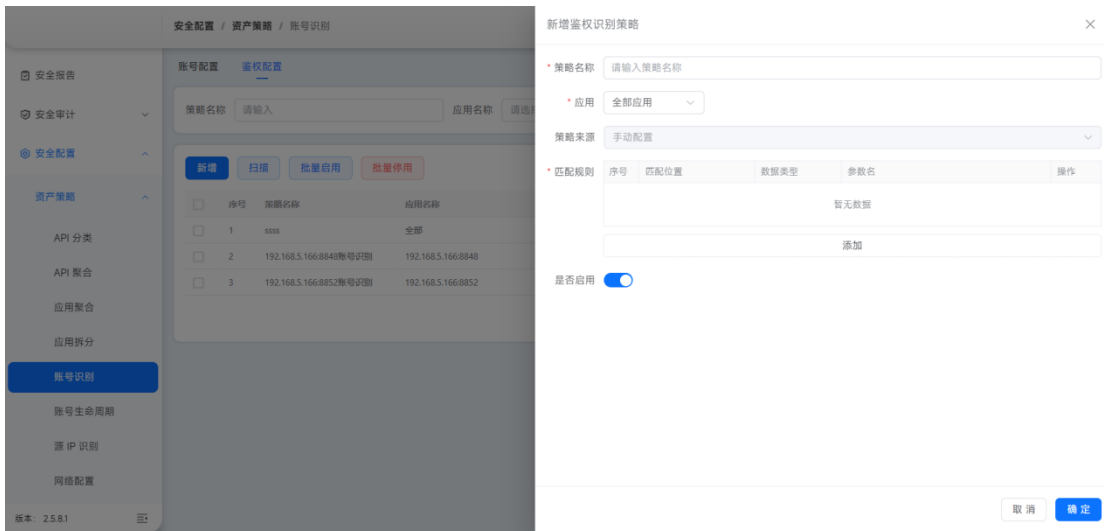 安全配置 / 资产策略 / 账号识别
安全报告
安全审计
安全配置
资产策略
API 分类
API 聚合
应用聚合
应用拆分
账号识别
账号生命周期
源 IP 识别
网络配置
版本: 2.5.8.1
账号配置 鉴权配置
策略名称 请输入 应用名称 请选
新增 扫描 批量启用 批量停用
序号 策略名称 应用名称
1 ssss 全部
2 192.168.5.166:8848账号识别 192.168.5.166:8848
3 192.168.5.166:8852账号识别 192.168.5.166:8852
新增鉴权识别策略
* 策略名称 请输入策略名称
* 应用 全部应用
策略来源 手动配置
* 匹配规则 序号 匹配位置 数据类型 参数名 操作
暂无数据
添加
是否启用
取消 确定